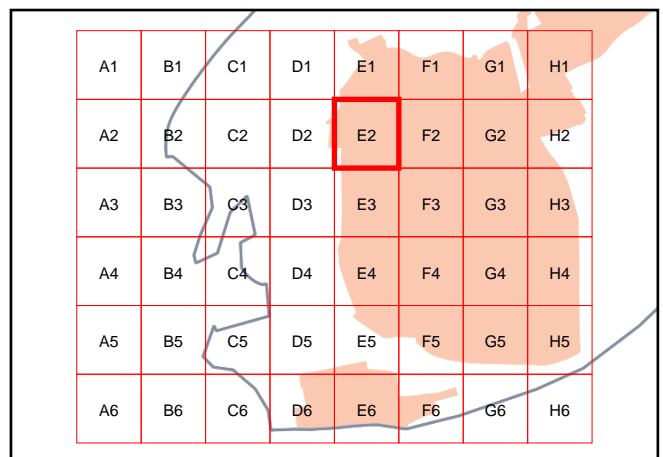 A1 B1 C1 D1 E1 F1 G1 H1
A2 B2 C2 D2 E2 F2 G2 H2
A3 B3 C3 D3 E3 F3 G3 H3
A4 B4 C4 D4 E4 F4 G4 H4
A5 B5 C5 D5 E5 F5 G5 H5
A6 B6 C6 D6 E6 F6 G6 H6